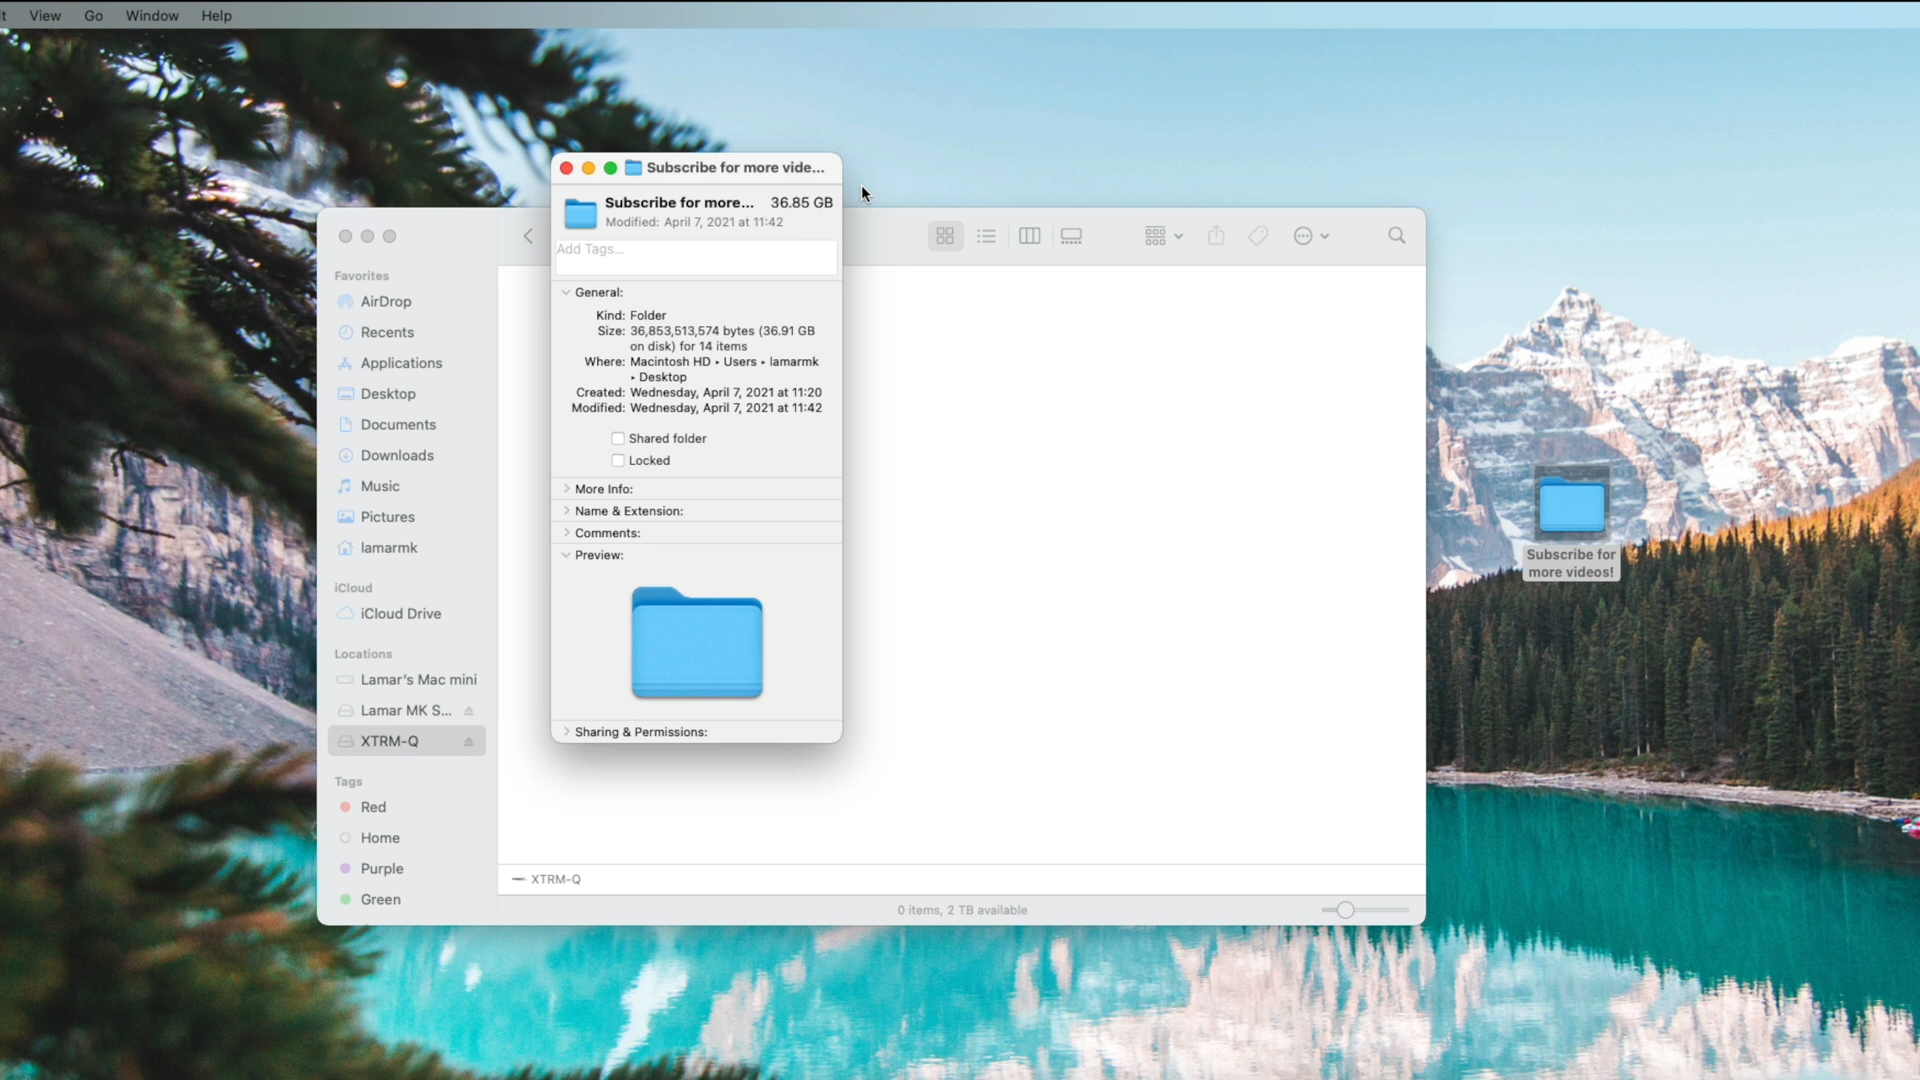 View Go Window Help
Subscribe for more vide...
Subscribe for more... 36.85 GB
Modified: April 7, 2021 at 11:42
Add Tags...
General:
Kind: Folder
Size: 36,853,513,574 bytes (36.91 GB
on disk) for 14 items
Where: Macintosh HD ‣ Users ‣ lamarmk
‣ Desktop
Created: Wednesday, April 7, 2021 at 11:20
Modified: Wednesday, April 7, 2021 at 11:42
Shared folder
Locked
More Info:
Name & Extension:
Comments:
Preview:
Sharing & Permissions:
Favorites
AirDrop
Recents
Applications
Desktop
Documents
Downloads
Music
Pictures
lamarmk
iCloud
iCloud Drive
Locations
Lamar's Mac mini
Lamar MK S...
XTRM-Q
Tags
Red
Home
Purple
Green
XTRM-Q
0 items, 2 TB available
Subscribe for
more videos!